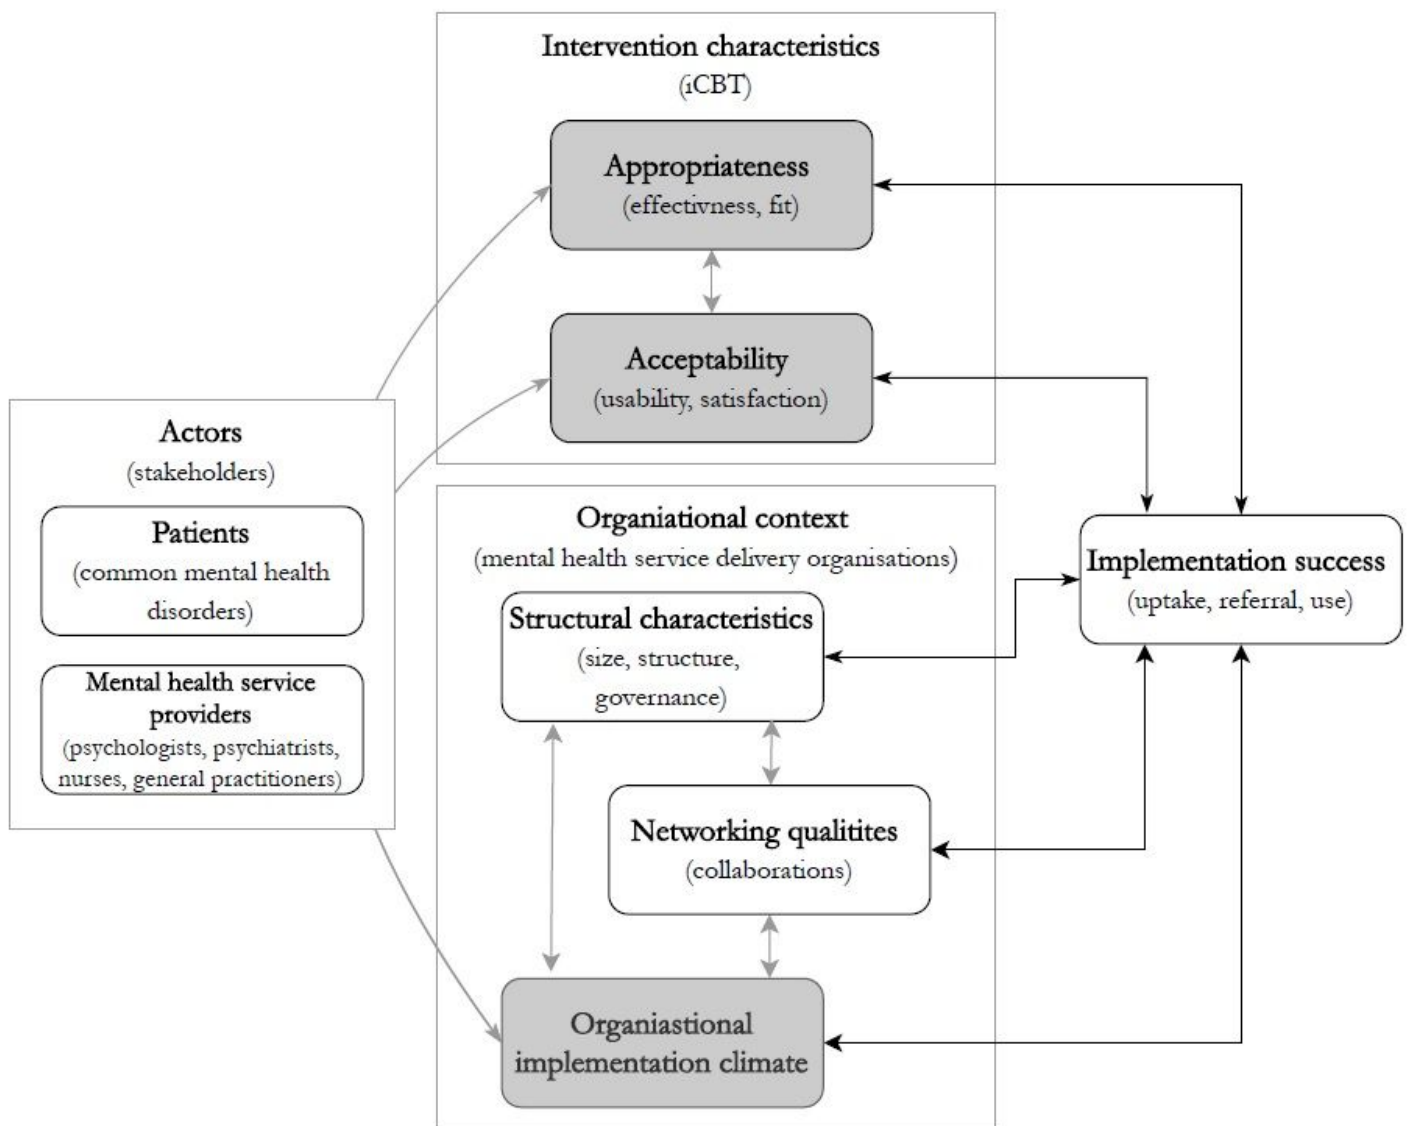 Intervention characteristics
(iCBT)
Appropriateness
(effectivness, fit)
Acceptability
(usability, satisfaction)
Actors
(stakeholders)
Patients
(common mental health
disorders)
Mental health service
providers
(psychologists, psychiatrists,
nurses, general practitioners)
Organiational context
(mental health service delivery organisations)
Structural characteristics
(size, structure,
governance)
Networking qualitites
(collaborations)
Organiastional
implementation climate
Implementation success
(uptake, referral, use)